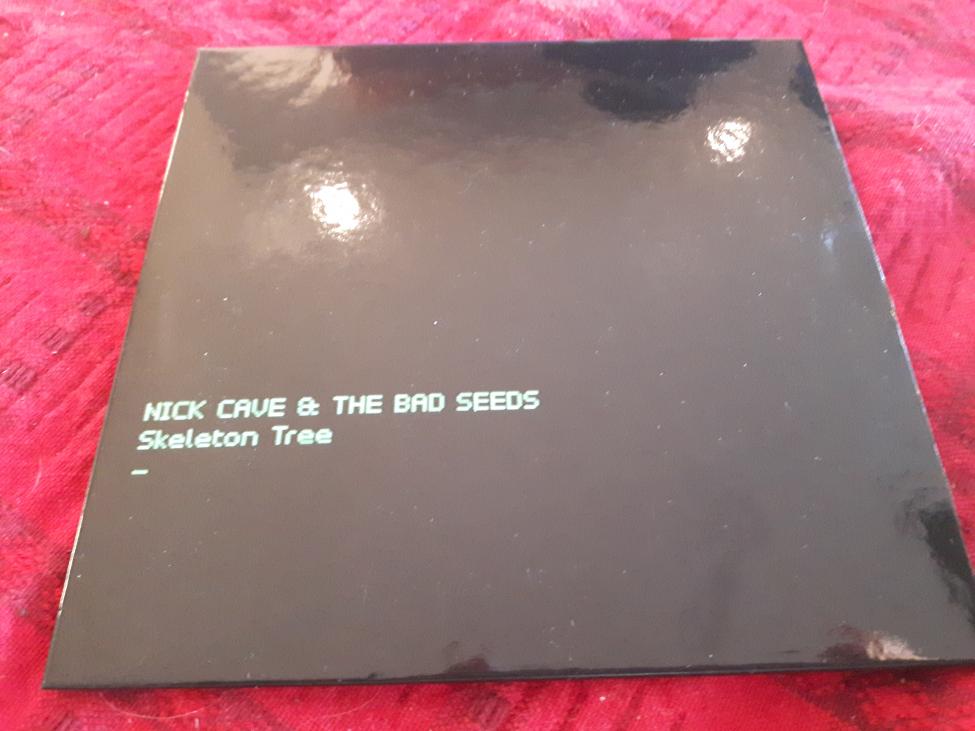 NICK CAVE & THE BAD SEEDS
Skeleton Tree
_